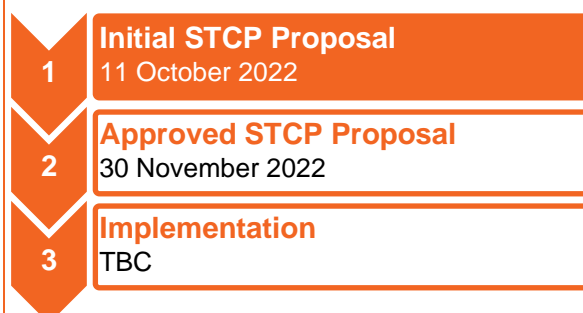 1
Initial STCP Proposal
11 October 2022
2
Approved STCP Proposal
30 November 2022
3
Implementation
TBC